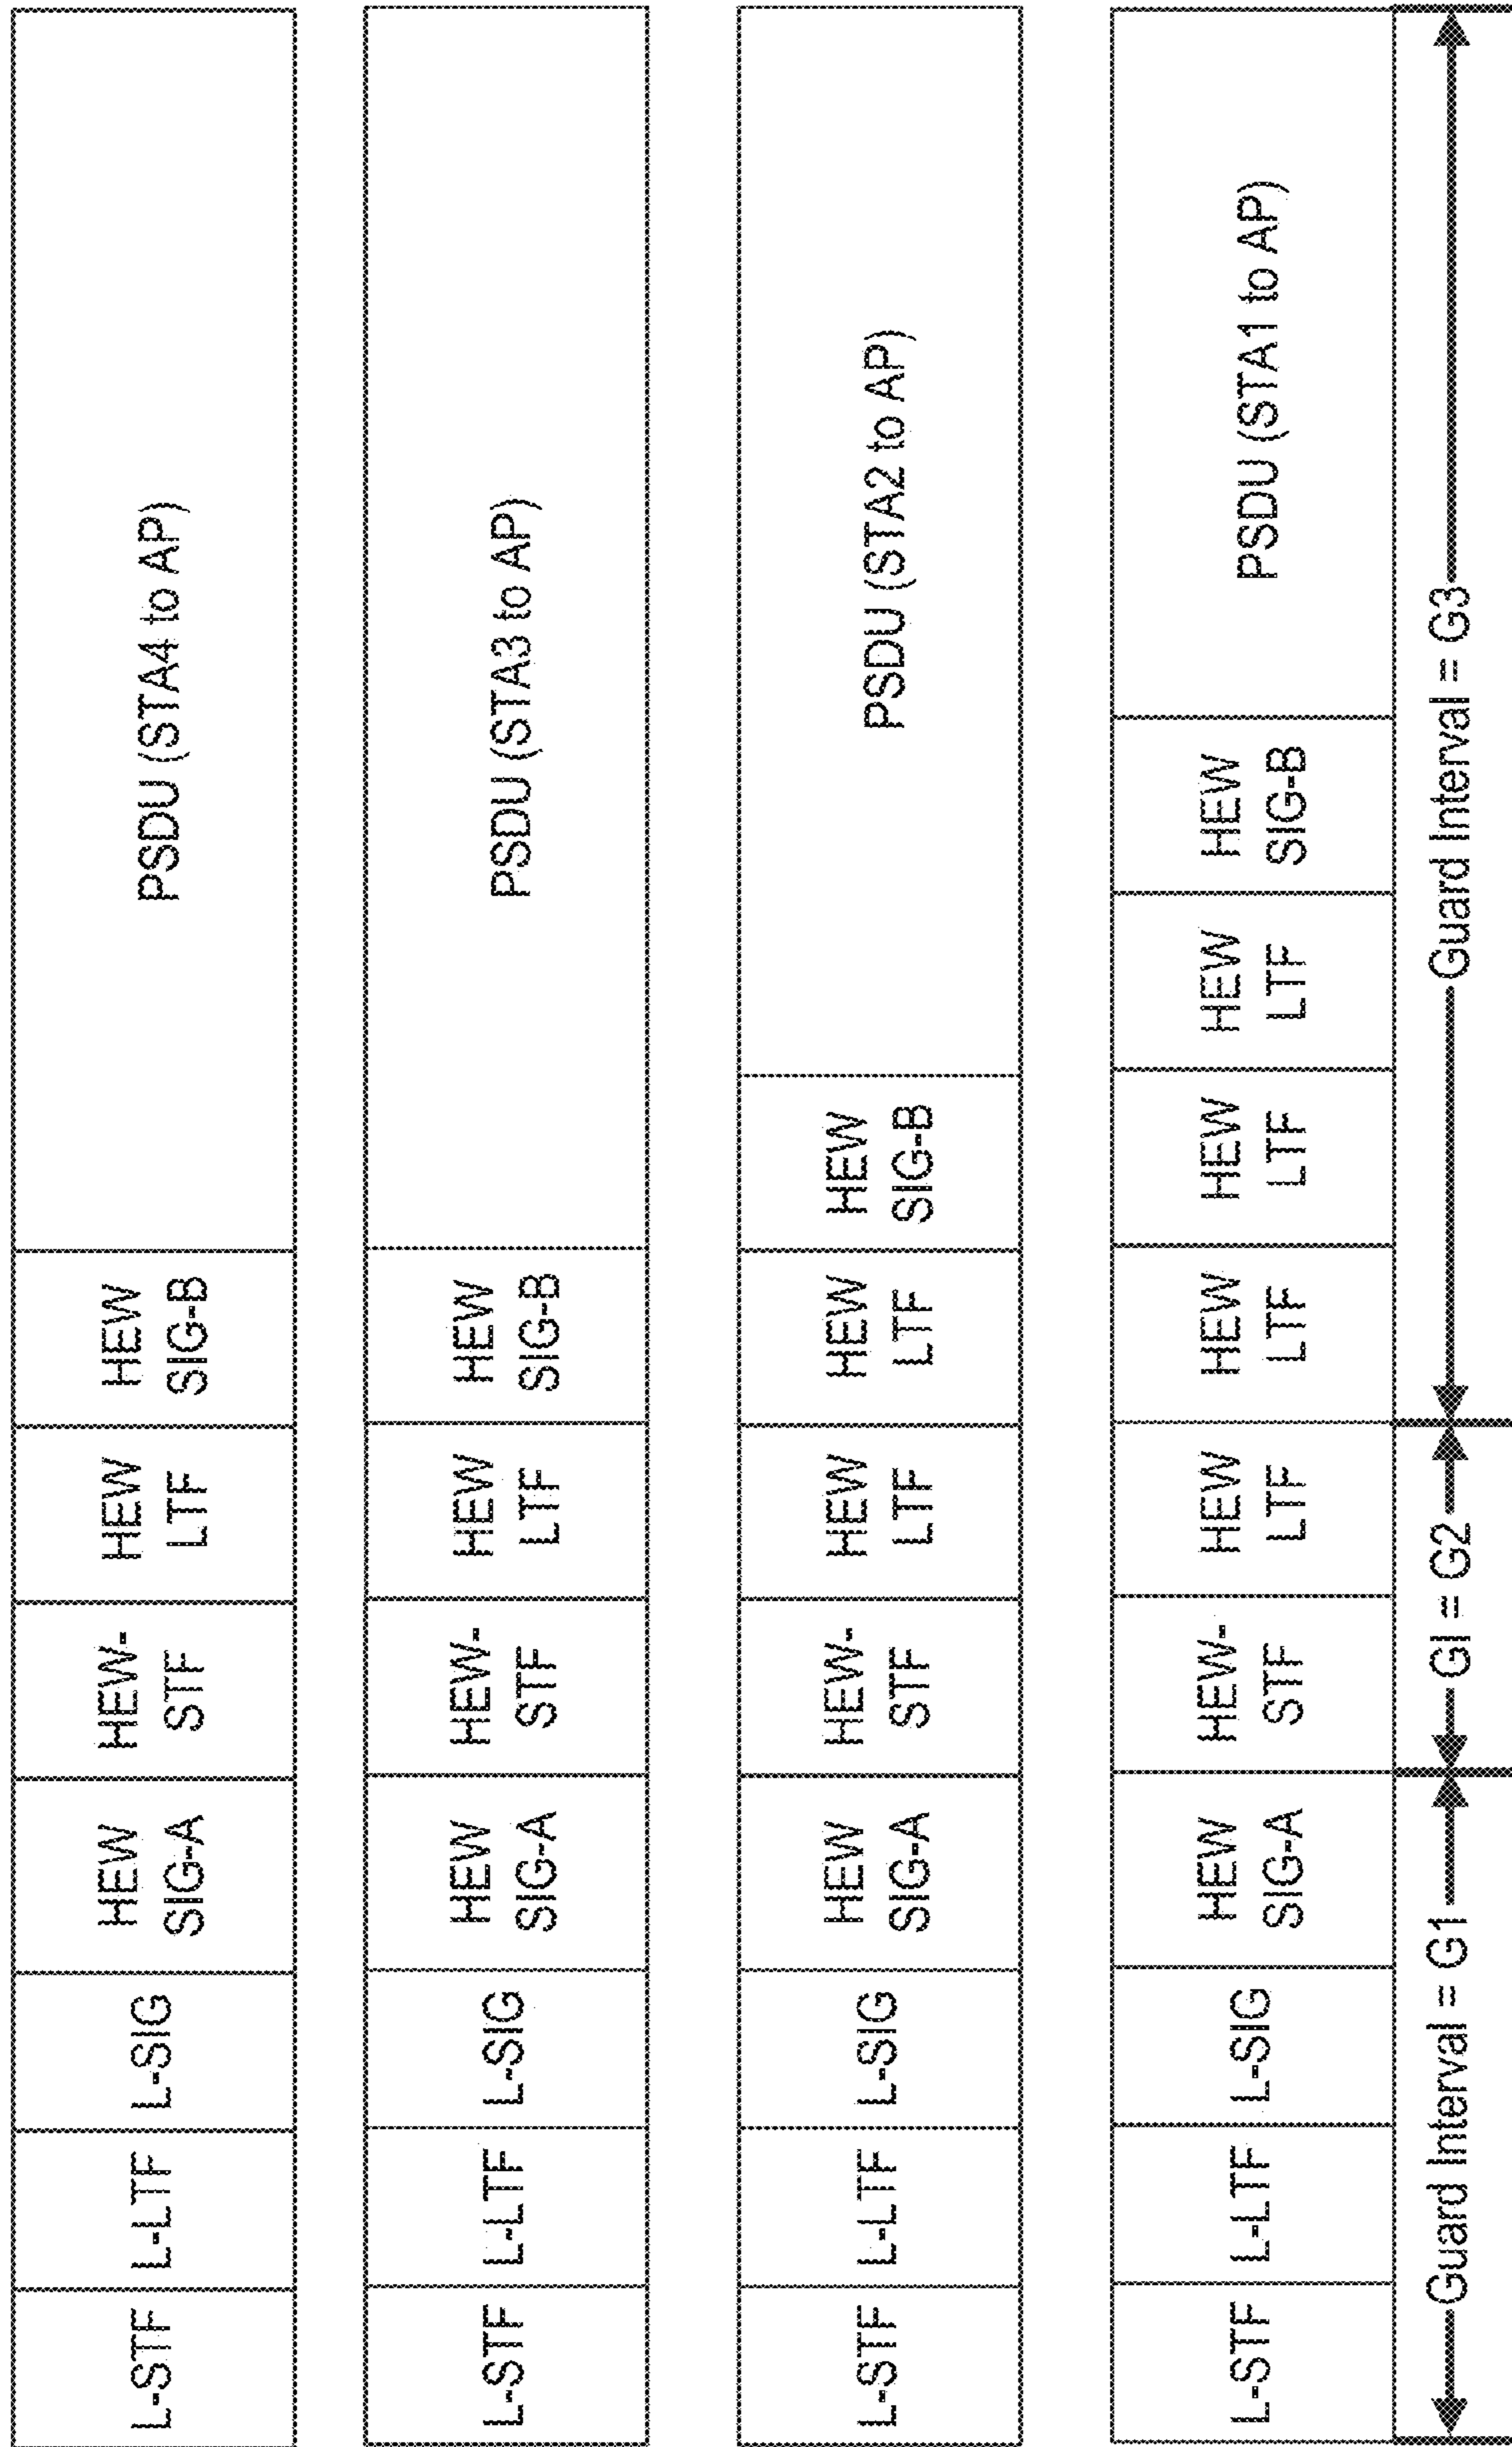 L-STF
L-LTF
L-SIG
HEW
SIG-A
HEW-
STF
HEW
LTF
HEW
SIG-B
PSDU (STA4 to AP)
L-STF
L-LTF
L-SIG
HEW
SIG-A
HEW-
STF
HEW
LTF
HEW
SIG-B
PSDU (STA3 to AP)
L-STF
L-LTF
L-SIG
HEW
SIG-A
HEW-
STF
HEW
LTF
HEW
LTF
HEW
SIG-B
PSDU (STA2 to AP)
L-STF
L-LTF
L-SIG
HEW
SIG-A
HEW-
STF
HEW
LTF
HEW
LTF
HEW
LTF
HEW
LTF
HEW
SIG-B
PSDU (STA1 to AP)
Guard Interval = G1
GI = G2
Guard Interval = G3